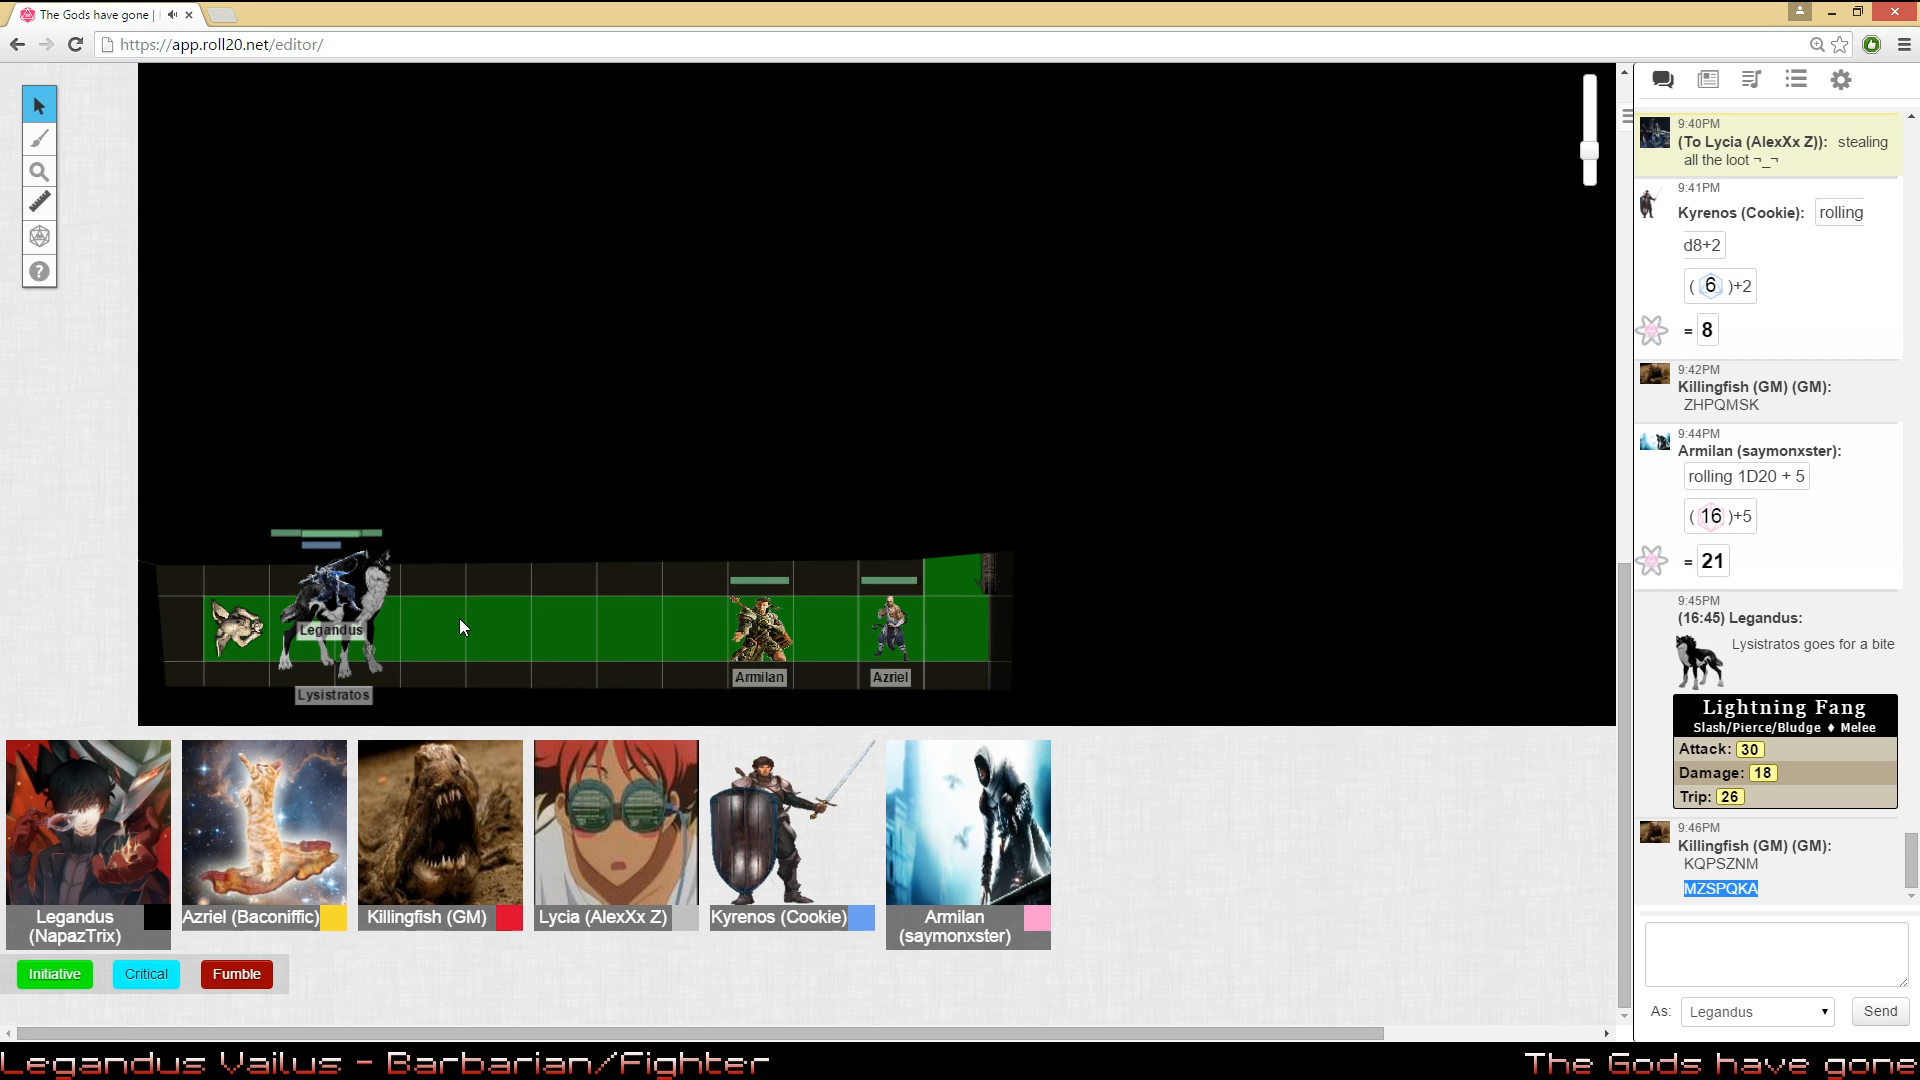 The Gods have gone |
https://app.roll20.net/editor/
9:40PM
(To Lycia (AlexXx Z)): stealing
all the loot ¬_¬
9:41PM
Kyrenos (Cookie): rolling
d8+2
( 6 )+2
= 8
9:42PM
Killingfish (GM) (GM):
ZHPQMSK
9:44PM
Armilan (saymonxster):
rolling 1D20 + 5
( 16 )+5
= 21
9:45PM
(16:45) Legandus:
Lysistratos goes for a bite
Lightning Fang
Slash/Pierce/Bludge ♦ Melee
Attack: 30
Damage: 18
Trip: 26
9:46PM
Killingfish (GM) (GM):
KQPSZNM
MZSPQKA
As: Legandus
Send
Legandus
Lysistratos
Armilan
Azriel
Legandus
(NapazTrix)
Azriel (Baconiffic)
Killingfish (GM)
Lycia (AlexXx Z)
Kyrenos (Cookie)
Armilan
(saymonxster)
Initiative
Critical
Fumble
Legandus Vailus - Barbarian/Fighter
The Gods have gone